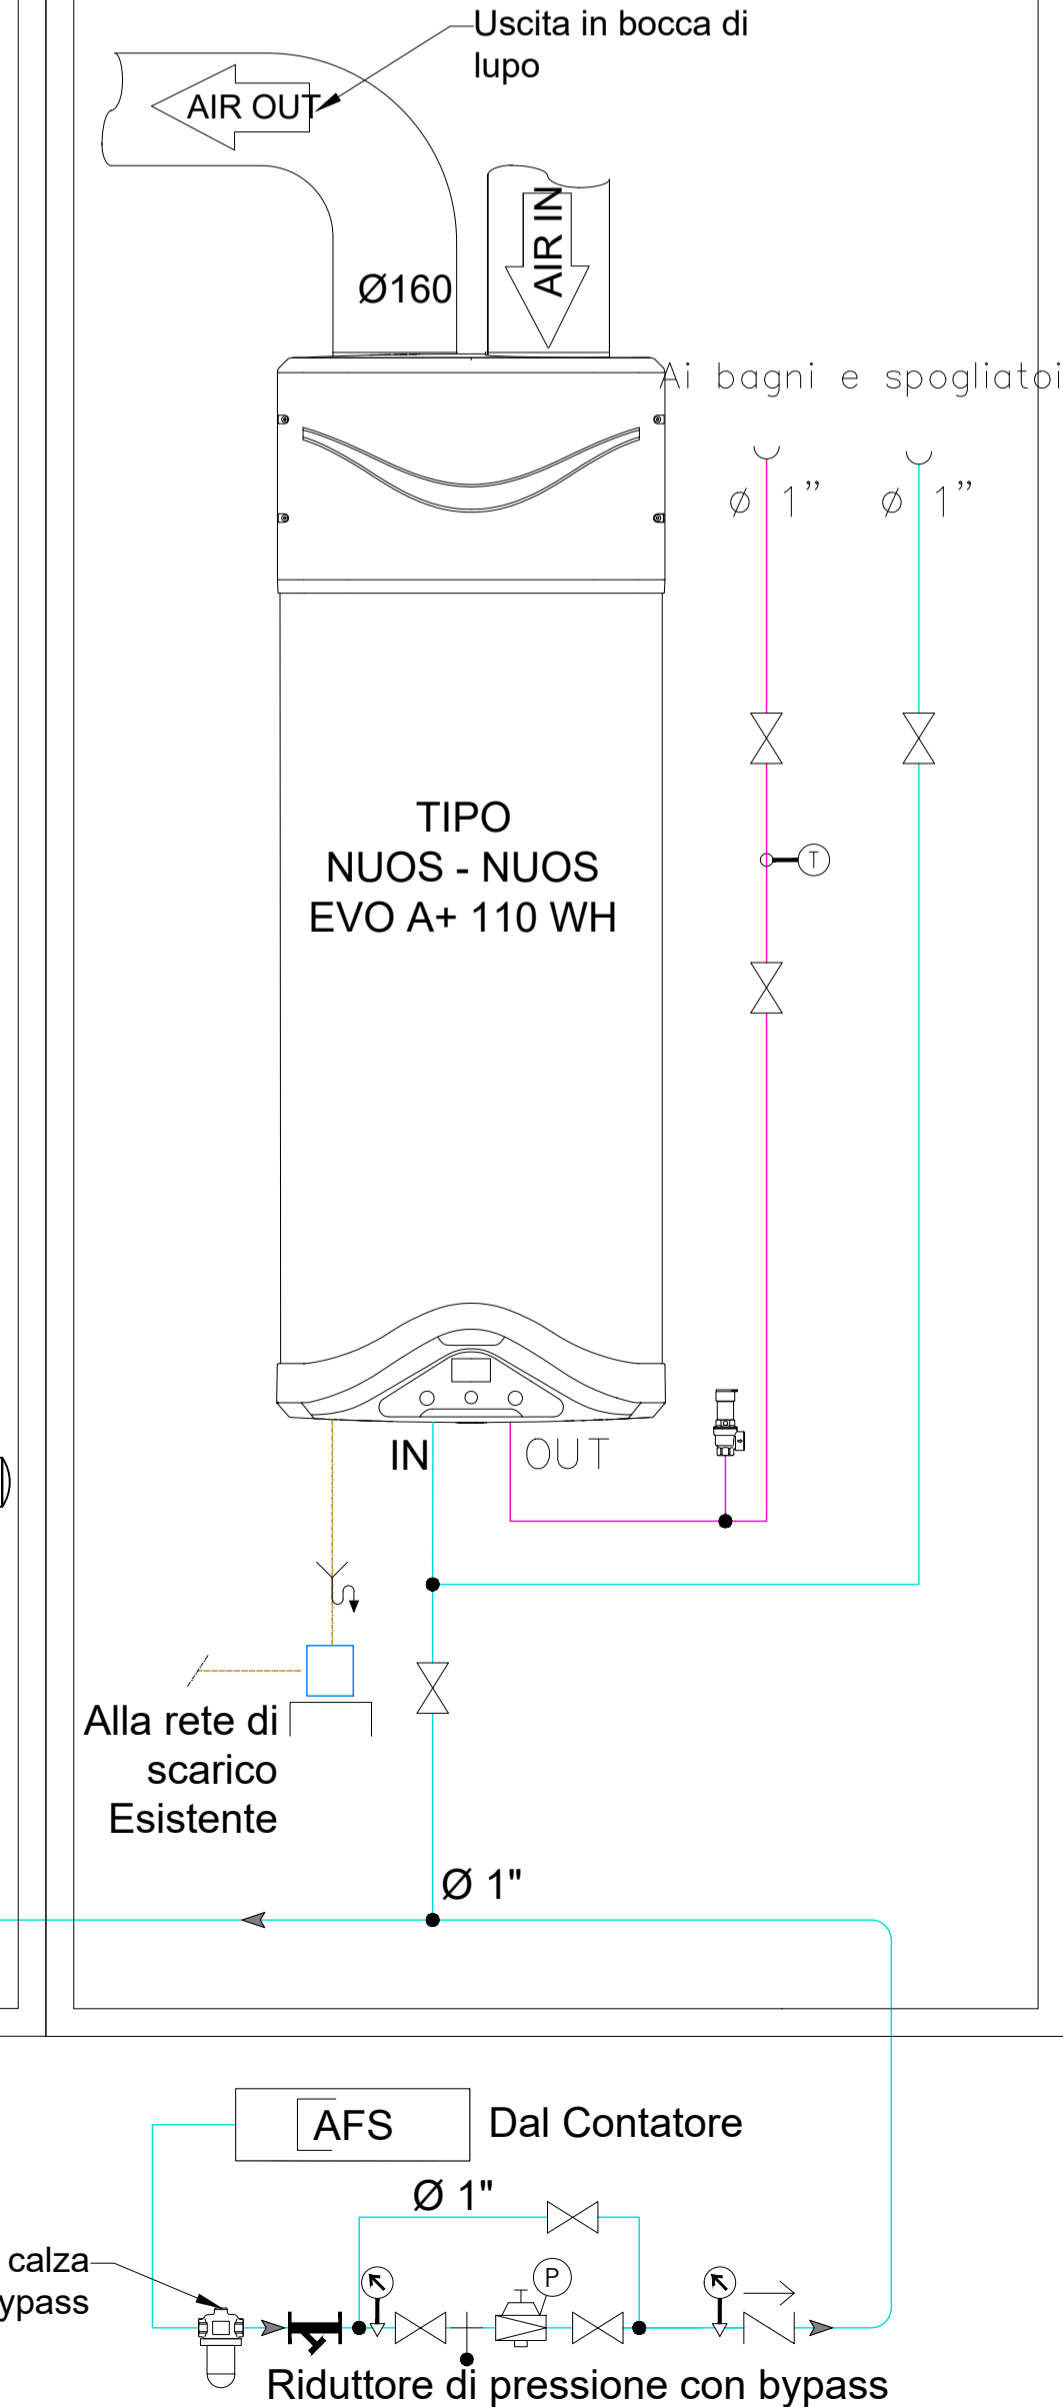 Uscita in bocca di
lupo
AIR OUT
AIR IN
Ø160
Ai bagni e spogliatoi
ø 1”
ø 1”
TIPO
NUOS - NUOS
EVO A+ 110 WH
T
IN
OUT
Alla rete di
scarico
Esistente
Ø 1"
AFS
Dal Contatore
Ø 1"
calza
ypass
P
Riduttore di pressione con bypass